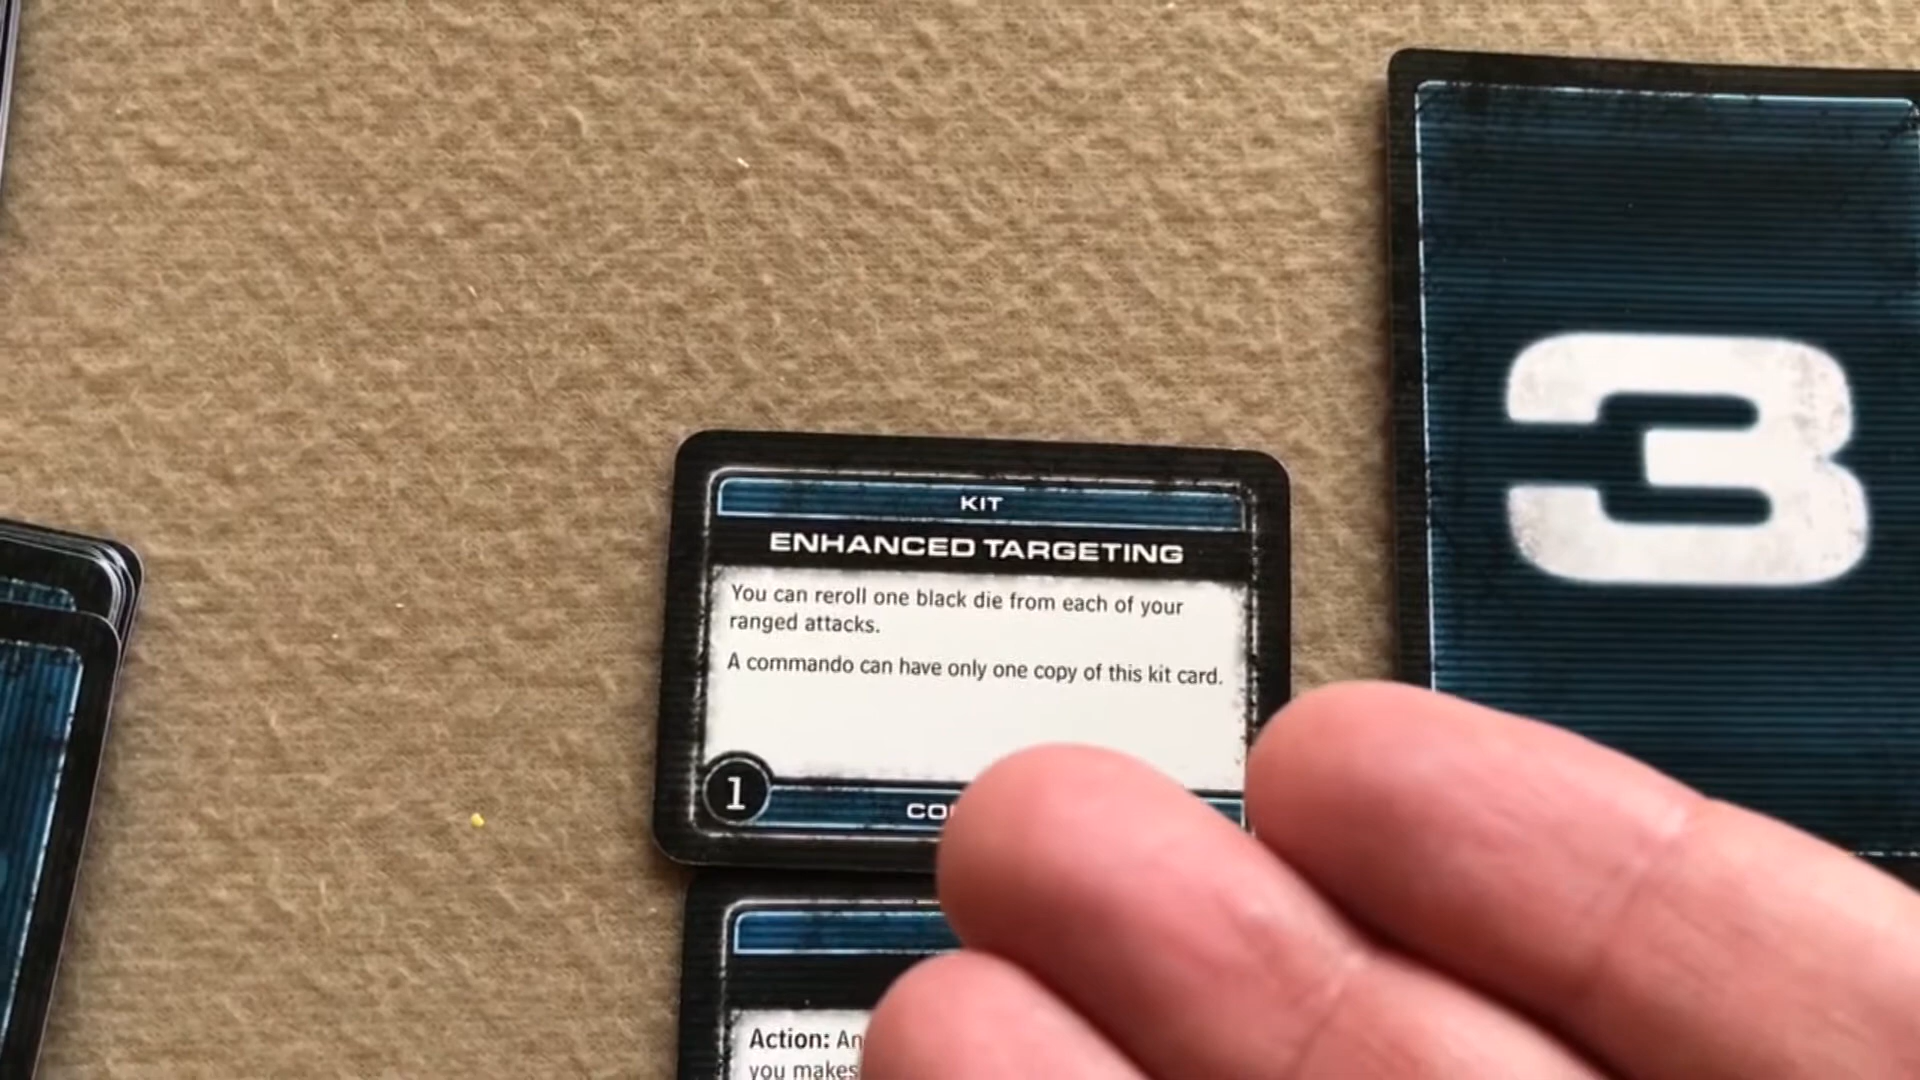 3
KIT
ENHANCED TARGETING
You can reroll one black die from each of your
ranged attacks.
A commando can have only one copy of this kit card.
1
Action:
you makes